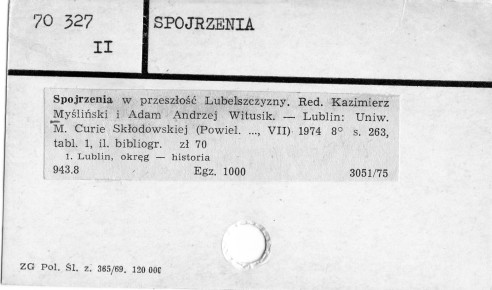 70 327
II
SPOJRZENIA
Spojrzenia w przeszłość Lubelszczyzny. Red. Kazimierz
Myśliński i Adam Andrzej Witusik. — Lublin: Uniw.
M. Curie Skłodowskiej (Powiel. ..., VII) 1974 8° s. 263,
tabl. 1, il. bibliogr. zł 70
1. Lublin, okręg — historia
943.8 Egz. 1000 3051/75
ZG Pol. Śl. z. 365/69, 120 000